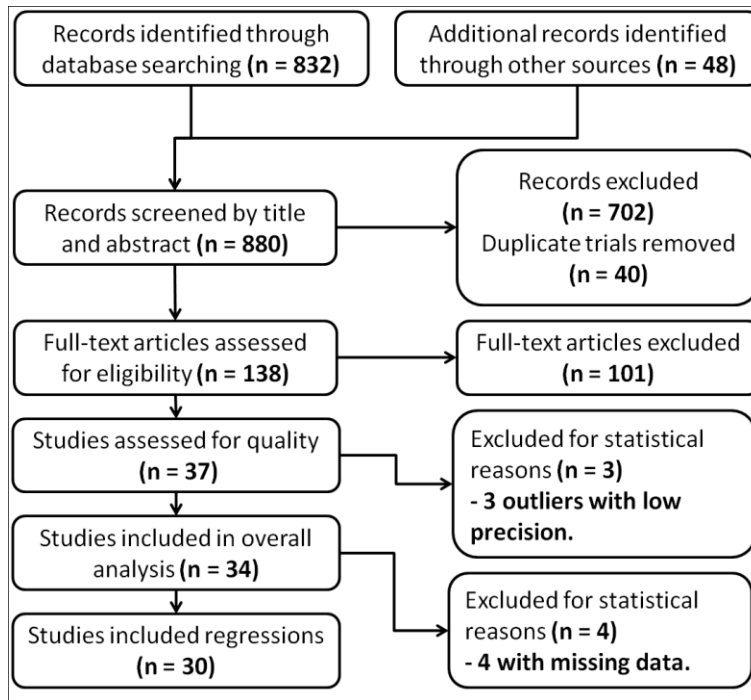 Records identified through
database searching (n = 832)
Additional records identified
through other sources (n = 48)
Records screened by title
and abstract (n = 880)
Records excluded
(n = 702)
Duplicate trials removed
(n = 40)
Full-text articles assessed
for eligibility (n = 138)
Full-text articles excluded
(n = 101)
Studies assessed for quality
(n = 37)
Excluded for statistical
reasons (n = 3)
- 3 outliers with low
precision.
Studies included in overall
analysis (n = 34)
Excluded for statistical
reasons (n = 4)
- 4 with missing data.
Studies included regressions
(n = 30)